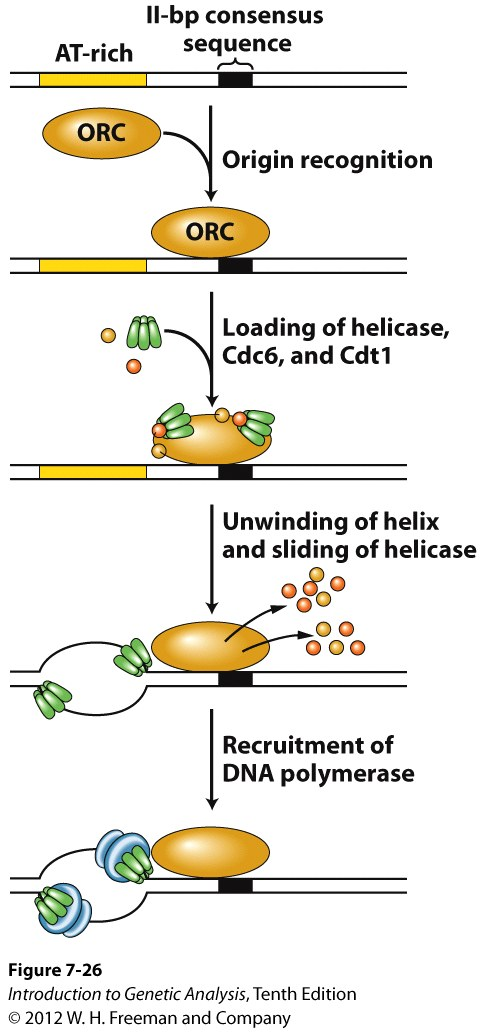 II-bp consensus
sequence
AT-rich
ORC
Origin recognition
ORC
Loading of helicase,
Cdc6, and Cdt1
Unwinding of helix
and sliding of helicase
Recruitment of
DNA polymerase
Figure 7-26
Introduction to Genetic Analysis, Tenth Edition
© 2012 W. H. Freeman and Company